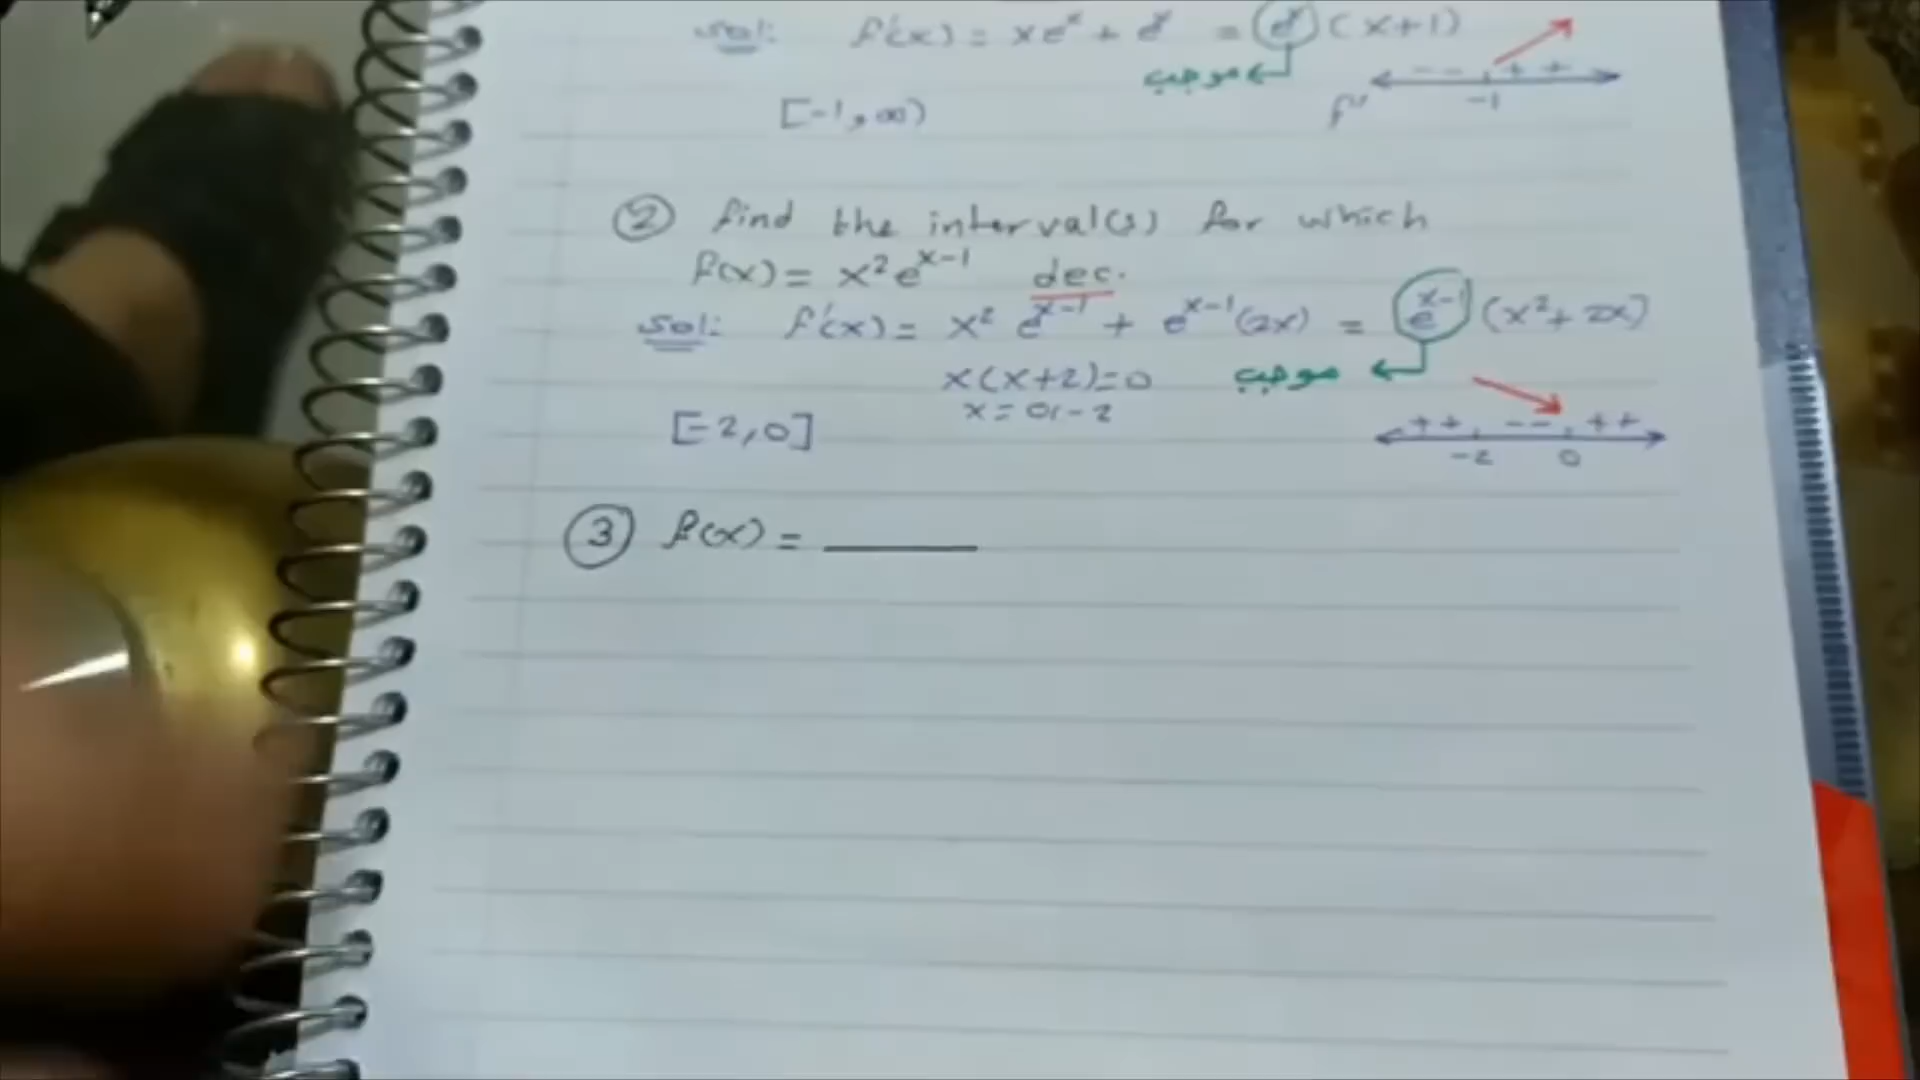 Sol: f'(x) = xe^x + e^x = e^x (x+1)
موجب
- - + +
[-1, ∞)
f' -1
② find the interval(s) for which
f(x) = x²e^{x-1} dec.
Sol: f'(x) = x² e^{x-1} + e^{x-1}(2x) = e^{x-1} (x²+2x)
x(x+2)=0 موجب
x = 0, -2
[-2,0] + + - - + +
-2 0
③ f(x) = ______